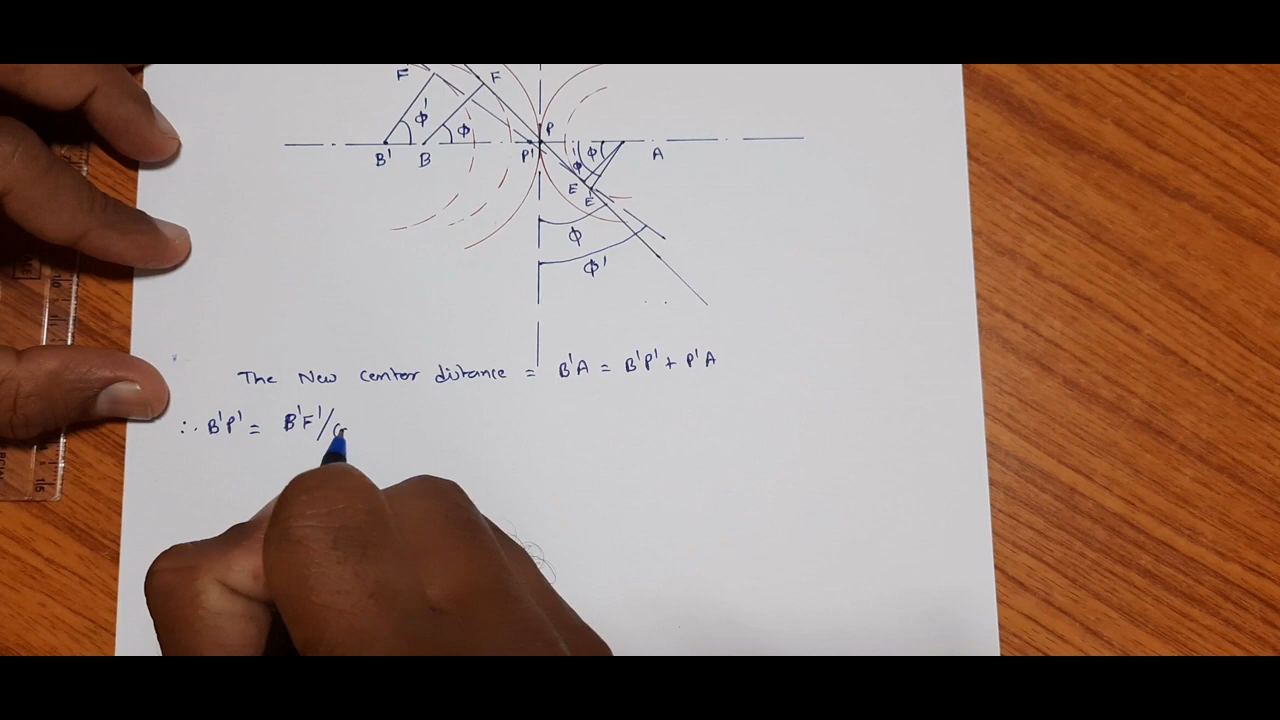 F' F
Φ' Φ P
B' B P' Φ Φ A
E
E'
Φ
Φ'
The New center distance = B'A = B'P' + P'A
∴ B'P' = B'F'/